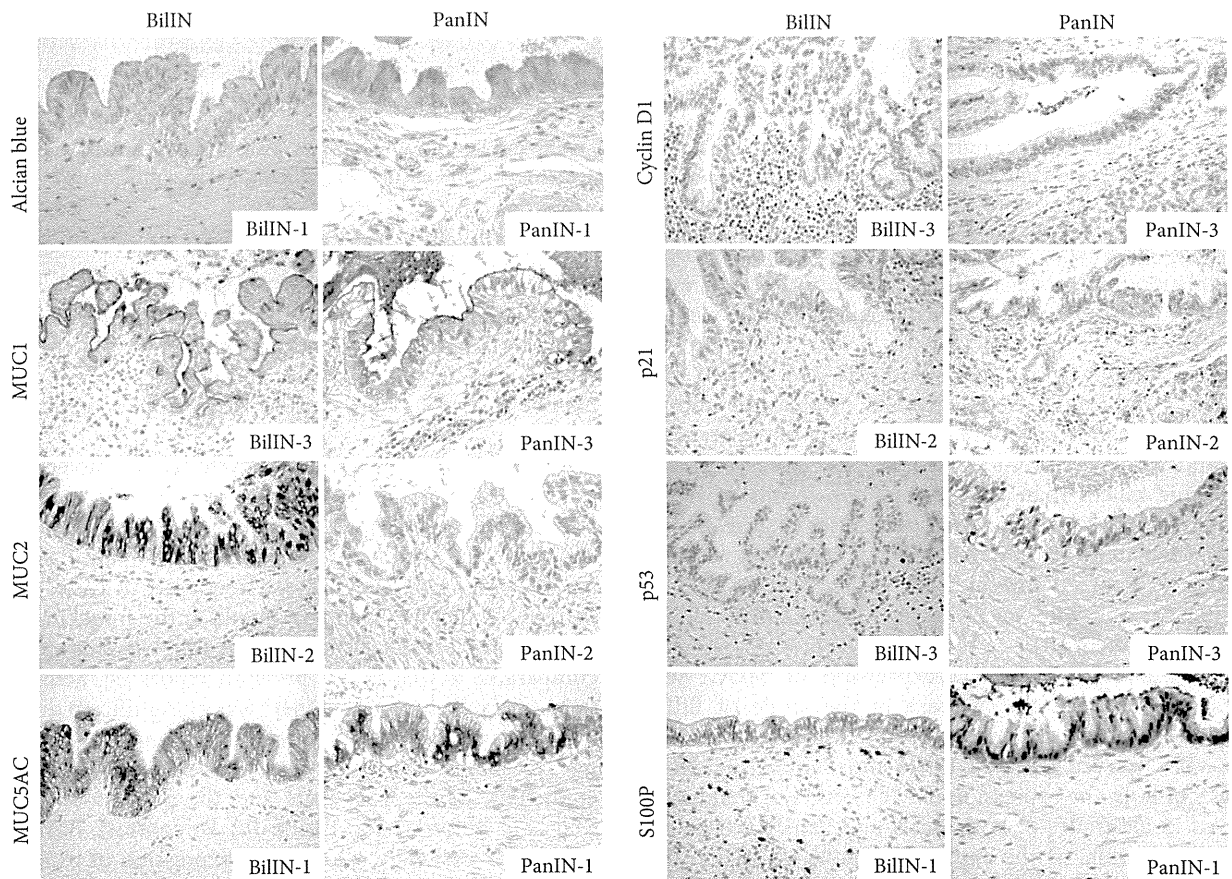 BilIN
PanIN
Alcian blue
BilIN-1
PanIN-1
MUC1
BilIN-3
PanIN-3
MUC2
BilIN-2
PanIN-2
MUC5AC
BilIN-1
PanIN-1
BilIN
PanIN
Cyclin D1
BilIN-3
PanIN-3
p21
BilIN-2
PanIN-2
p53
BilIN-3
PanIN-3
S100P
BilIN-1
PanIN-1